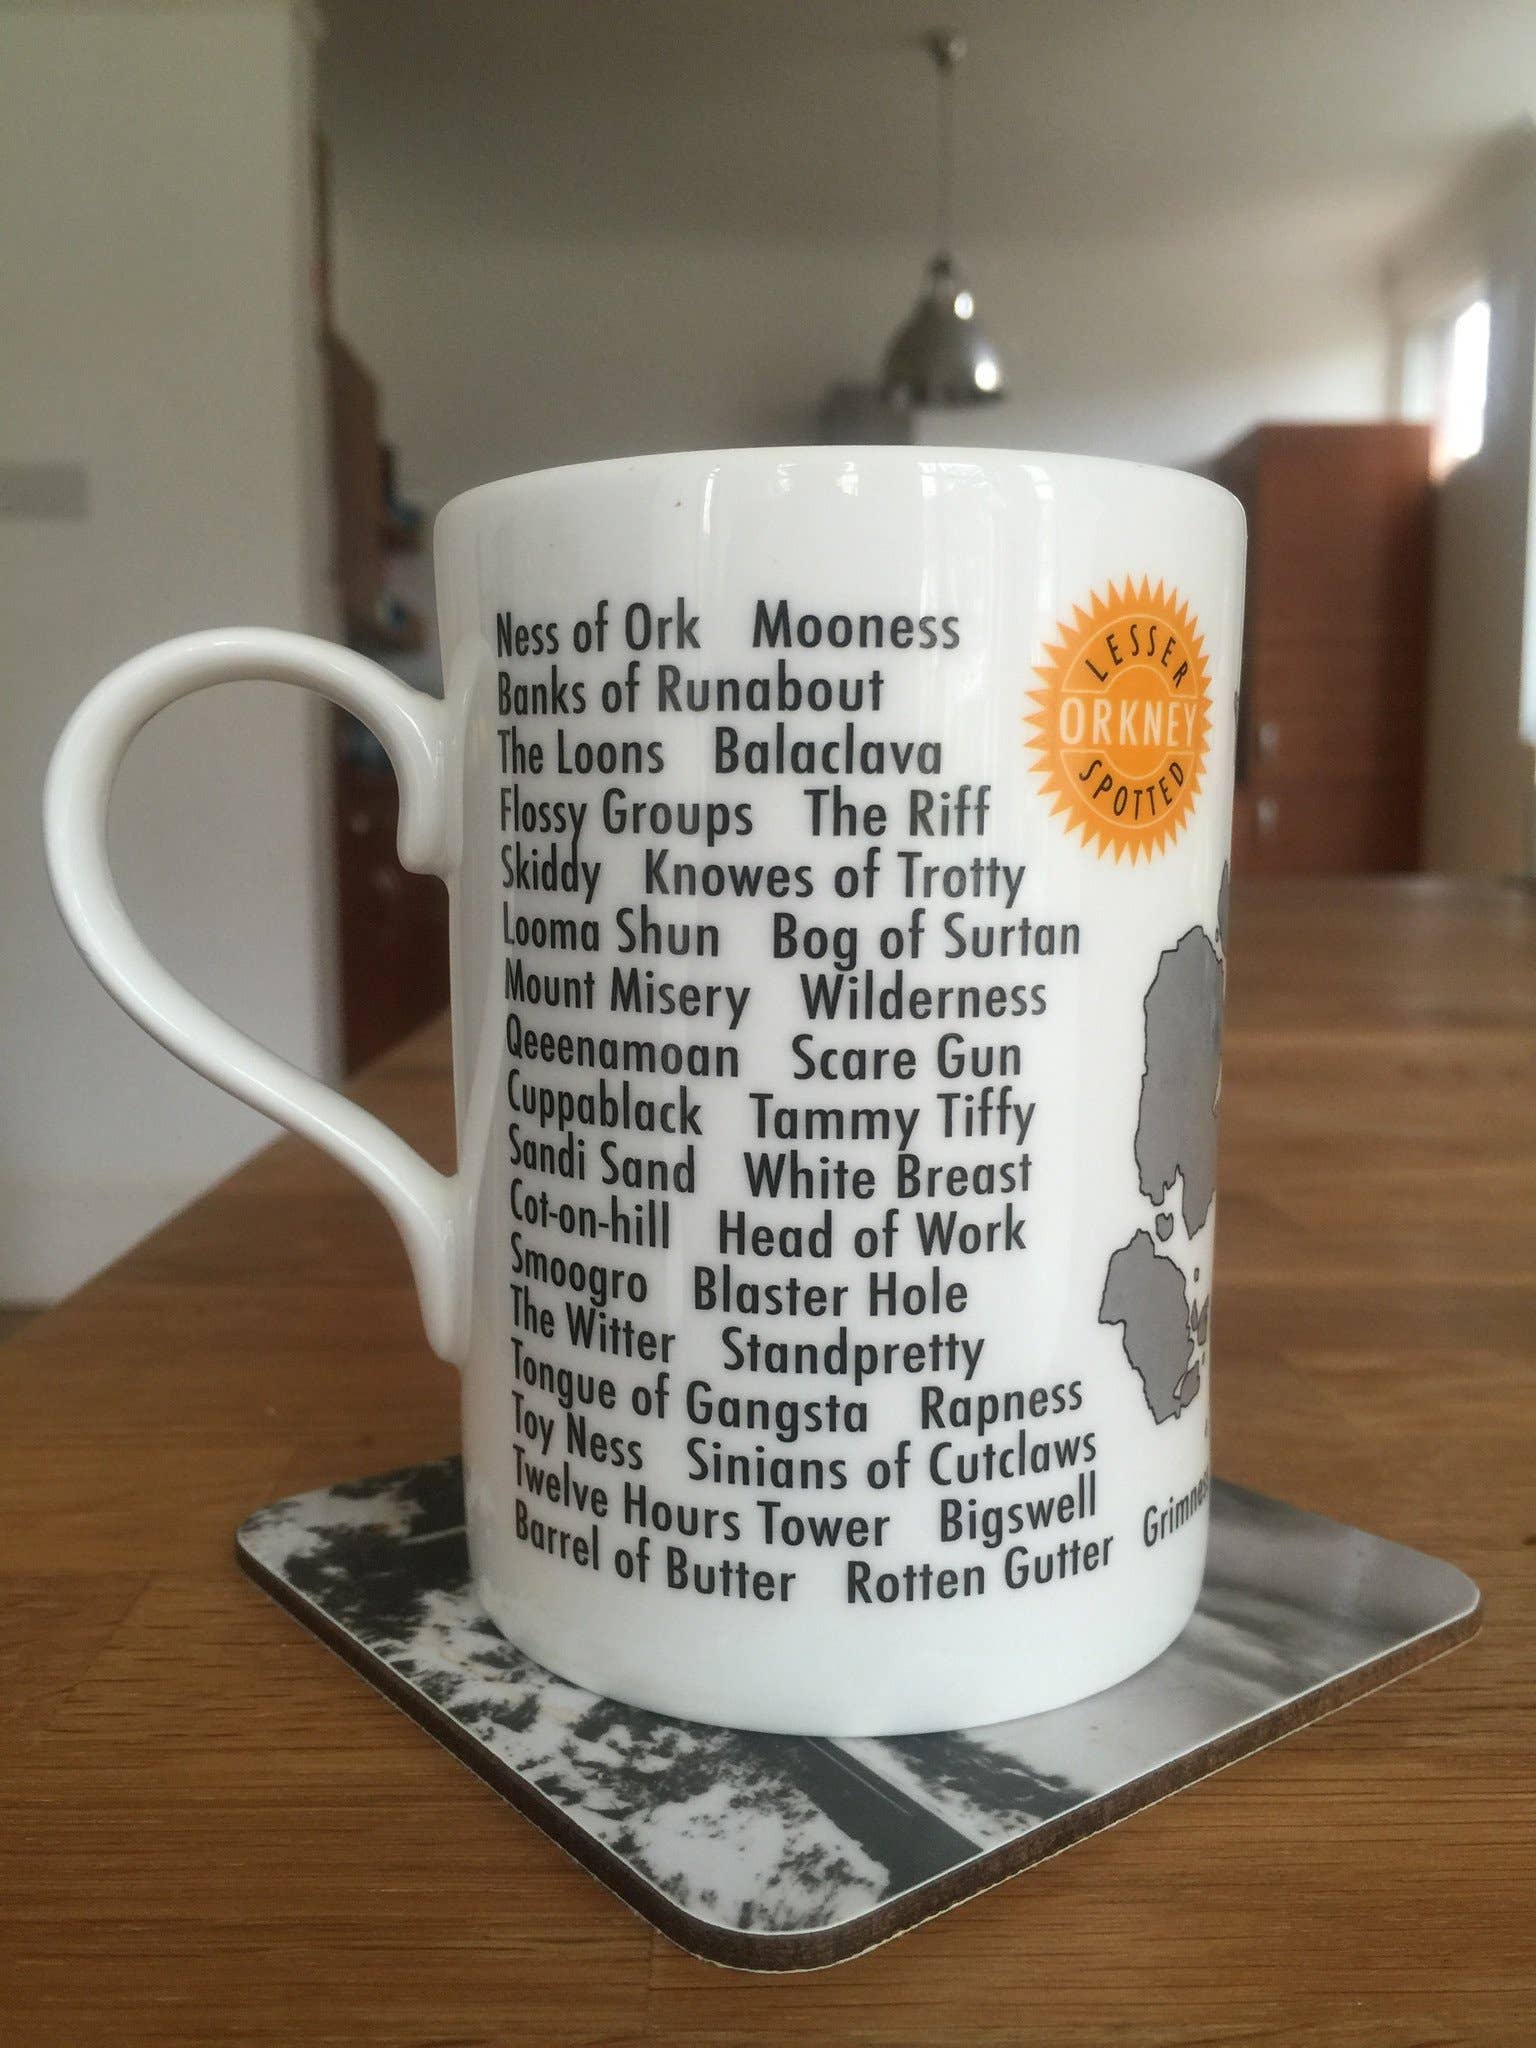 Ness of Ork Mooness
Banks of Runabout
The Loons Balaclava
Flossy Groups The Riff
Skiddy Knowes of Trotty
Looma Shun Bog of Surtan
Mount Misery Wilderness
Qeeenamoan Scare Gun
Cuppablack Tammy Tiffy
Sandi Sand White Breast
Cot-on-hill Head of Work
Smoogro Blaster Hole
The Witter Standpretty
Tongue of Gangsta Rapness
Toy Ness Sinians of Cutclaws
Twelve Hours Tower Bigswell
Barrel of Butter Rotten Gutter
LESSER
ORKNEY
SPOTTED